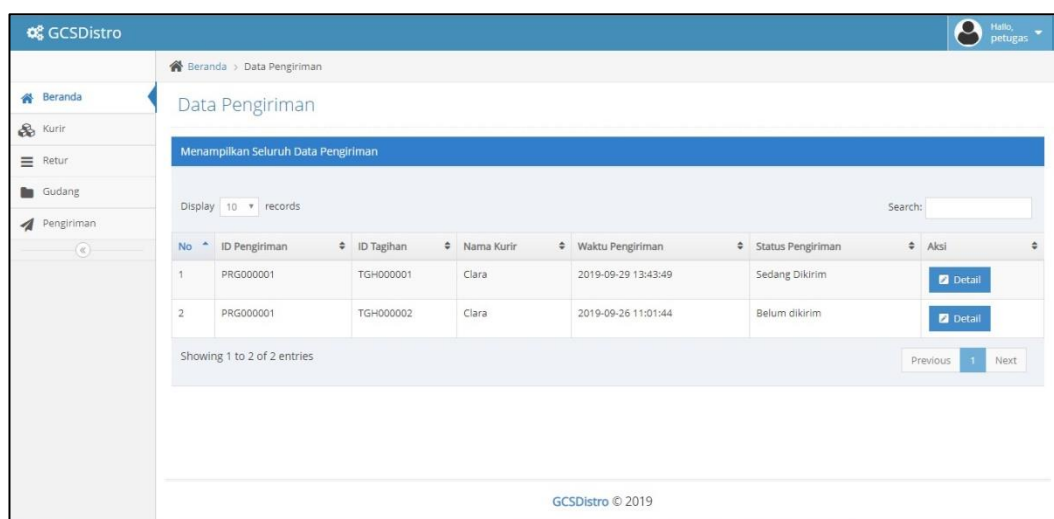 GCSDistro
Hallo,
petugas
Beranda > Data Pengiriman
Beranda
Kurir
Retur
Gudang
Pengiriman
Data Pengiriman
Menampilkan Seluruh Data Pengiriman
Display 10 records
Search:
No ID Pengiriman ID Tagihan Nama Kurir Waktu Pengiriman Status Pengiriman Aksi
1 PRG000001 TGH000001 Clara 2019-09-29 13:43:49 Sedang Dikirim Detail
2 PRG000001 TGH000002 Clara 2019-09-26 11:01:44 Belum dikirim Detail
Showing 1 to 2 of 2 entries
Previous 1 Next
GCSDistro © 2019